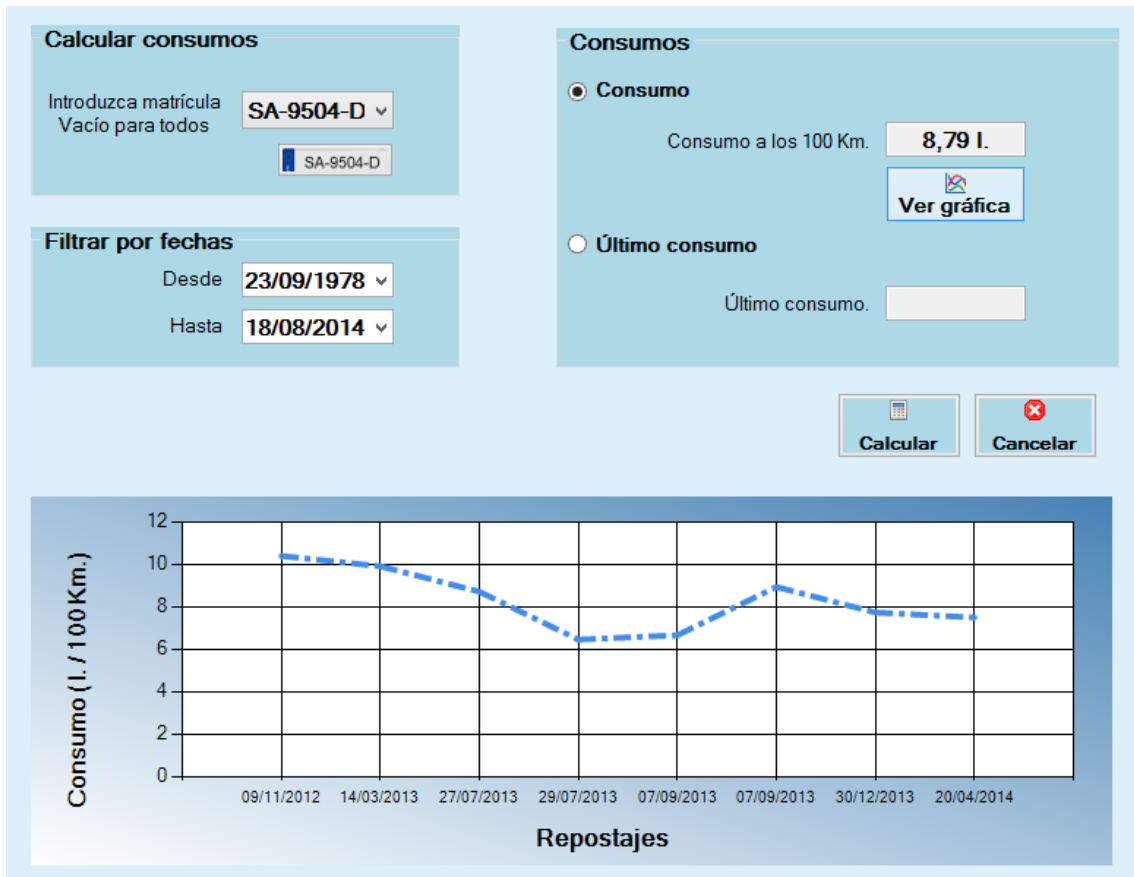 Calcular consumos
Introduzca matrícula
Vacío para todos
SA-9504-D
SA-9504-D
Filtrar por fechas
Desde
23/09/1978
Hasta
18/08/2014
Consumos
Consumo
Consumo a los 100 Km.
8,79 l.
Ver gráfica
Último consumo
Último consumo.
Calcular
Cancelar
Consumo ( l. / 100 Km.)
12
10
8
6
4
2
0
09/11/2012 14/03/2013 27/07/2013 29/07/2013 07/09/2013 07/09/2013 30/12/2013 20/04/2014
Repostajes